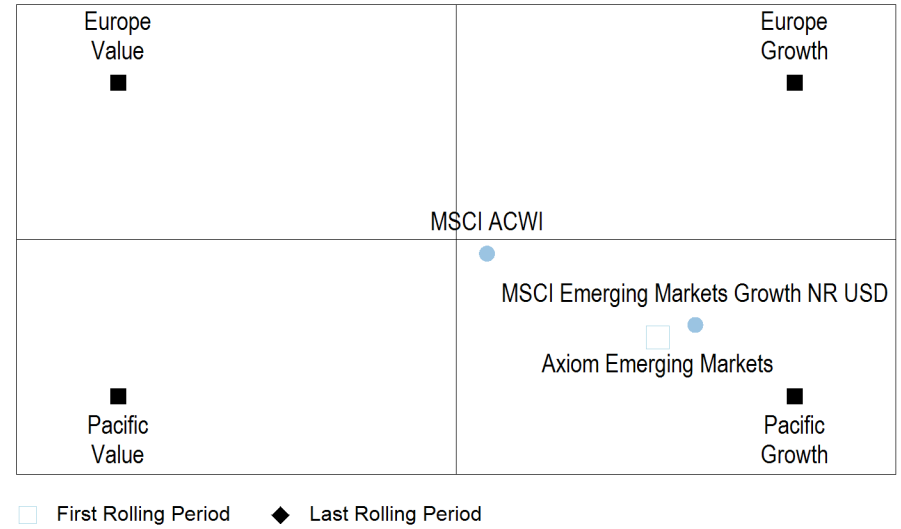 Europe
Value
Europe
Growth
MSCI ACWI
MSCI Emerging Markets Growth NR USD
Axiom Emerging Markets
Pacific
Value
Pacific
Growth
First Rolling Period
Last Rolling Period